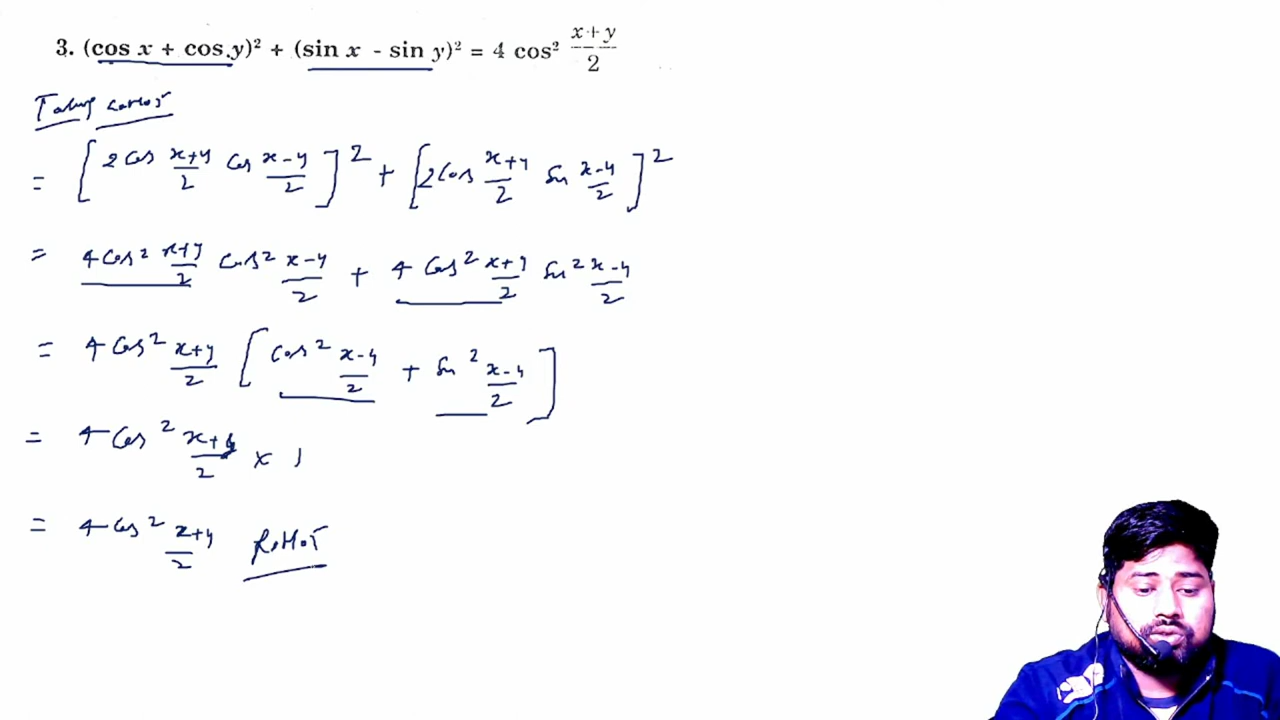 3. (cos x + cos y)² + (sin x - sin y)² = 4 cos² (x+y)/2
Taking L.H.S
= [2 cos (x+y)/2 cos (x-y)/2]² + [2 cos (x+y)/2 sin (x-y)/2]²
= 4 cos² (x+y)/2 cos² (x-y)/2 + 4 cos² (x+y)/2 sin² (x-y)/2
= 4 cos² (x+y)/2 [cos² (x-y)/2 + sin² (x-y)/2]
= 4 cos² (x+y)/2 × 1
= 4 cos² (x+y)/2 R.H.S